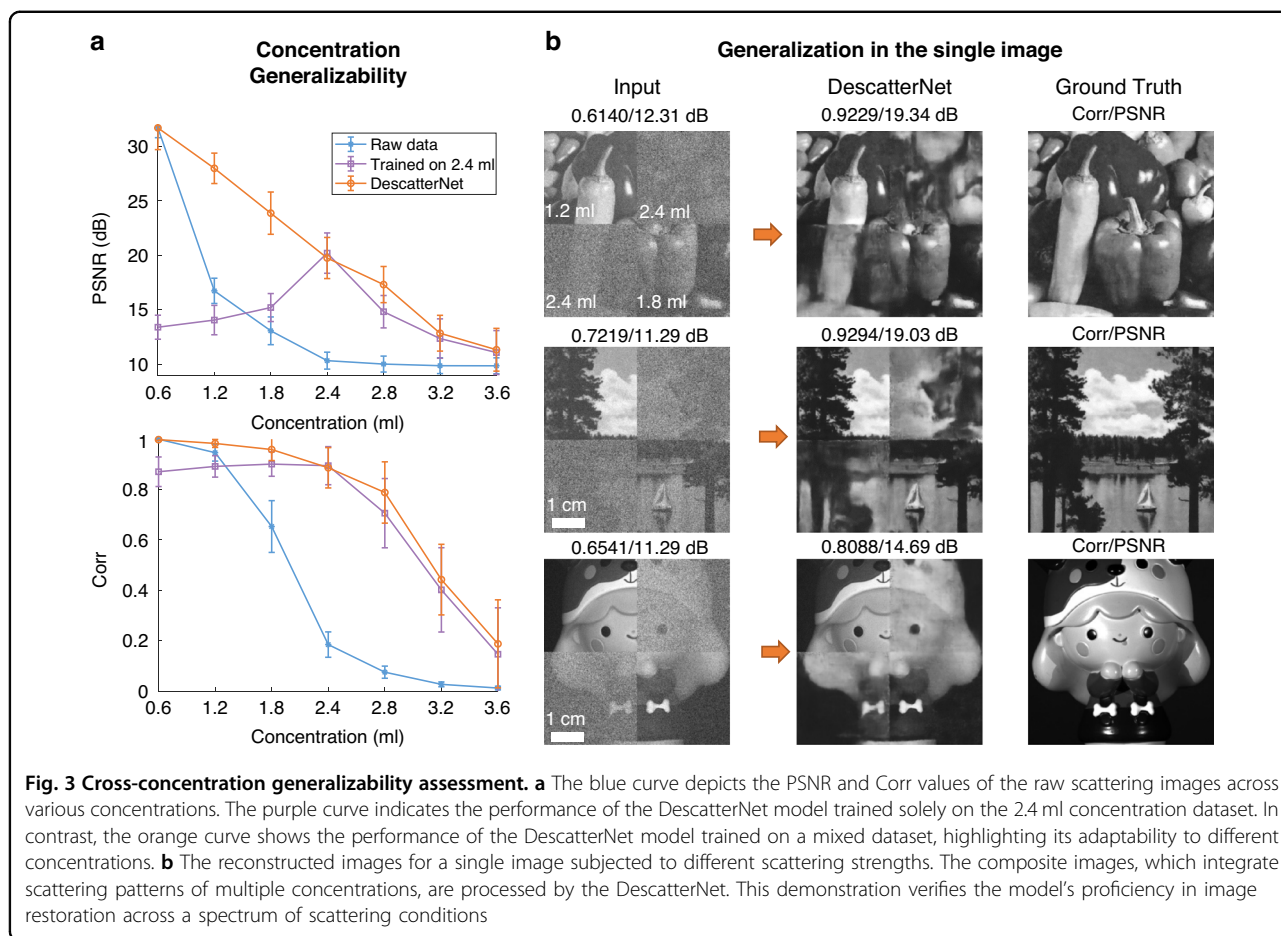 a
Concentration
Generalizability
PSNR (dB)
30
25
20
15
10
Raw data
Trained on 2.4 ml
DescatterNet
0.6 1.2 1.8 2.4 2.8 3.2 3.6
Concentration (ml)
Corr
1
0.8
0.6
0.4
0.2
0
0.6 1.2 1.8 2.4 2.8 3.2 3.6
Concentration (ml)
b
Generalization in the single image
Input DescatterNet Ground Truth
0.6140/12.31 dB 0.9229/19.34 dB Corr/PSNR
1.2 ml 2.4 ml
2.4 ml 1.8 ml
0.7219/11.29 dB 0.9294/19.03 dB Corr/PSNR
1 cm
0.6541/11.29 dB 0.8088/14.69 dB Corr/PSNR
1 cm
Fig. 3 Cross-concentration generalizability assessment. a The blue curve depicts the PSNR and Corr values of the raw scattering images across
various concentrations. The purple curve indicates the performance of the DescatterNet model trained solely on the 2.4 ml concentration dataset. In
contrast, the orange curve shows the performance of the DescatterNet model trained on a mixed dataset, highlighting its adaptability to different
concentrations. b The reconstructed images for a single image subjected to different scattering strengths. The composite images, which integrate
scattering patterns of multiple concentrations, are processed by the DescatterNet. This demonstration verifies the model's proficiency in image
restoration across a spectrum of scattering conditions